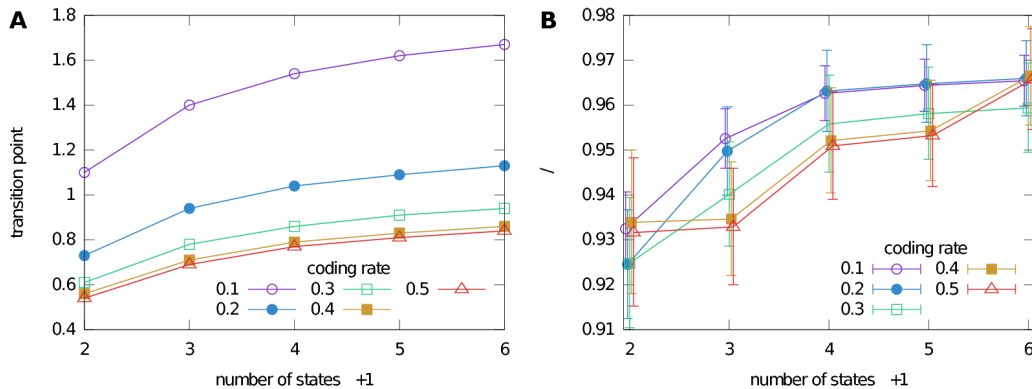 A
transition point
1.8
1.6
1.4
1.2
1
0.8
0.6
0.4
2 3 4 5 6
number of states +1
coding rate
0.1 0.3 0.5
0.2 0.4
B
/
0.98
0.97
0.96
0.95
0.94
0.93
0.92
0.91
2 3 4 5 6
number of states +1
coding rate
0.1 0.4
0.2 0.5
0.3